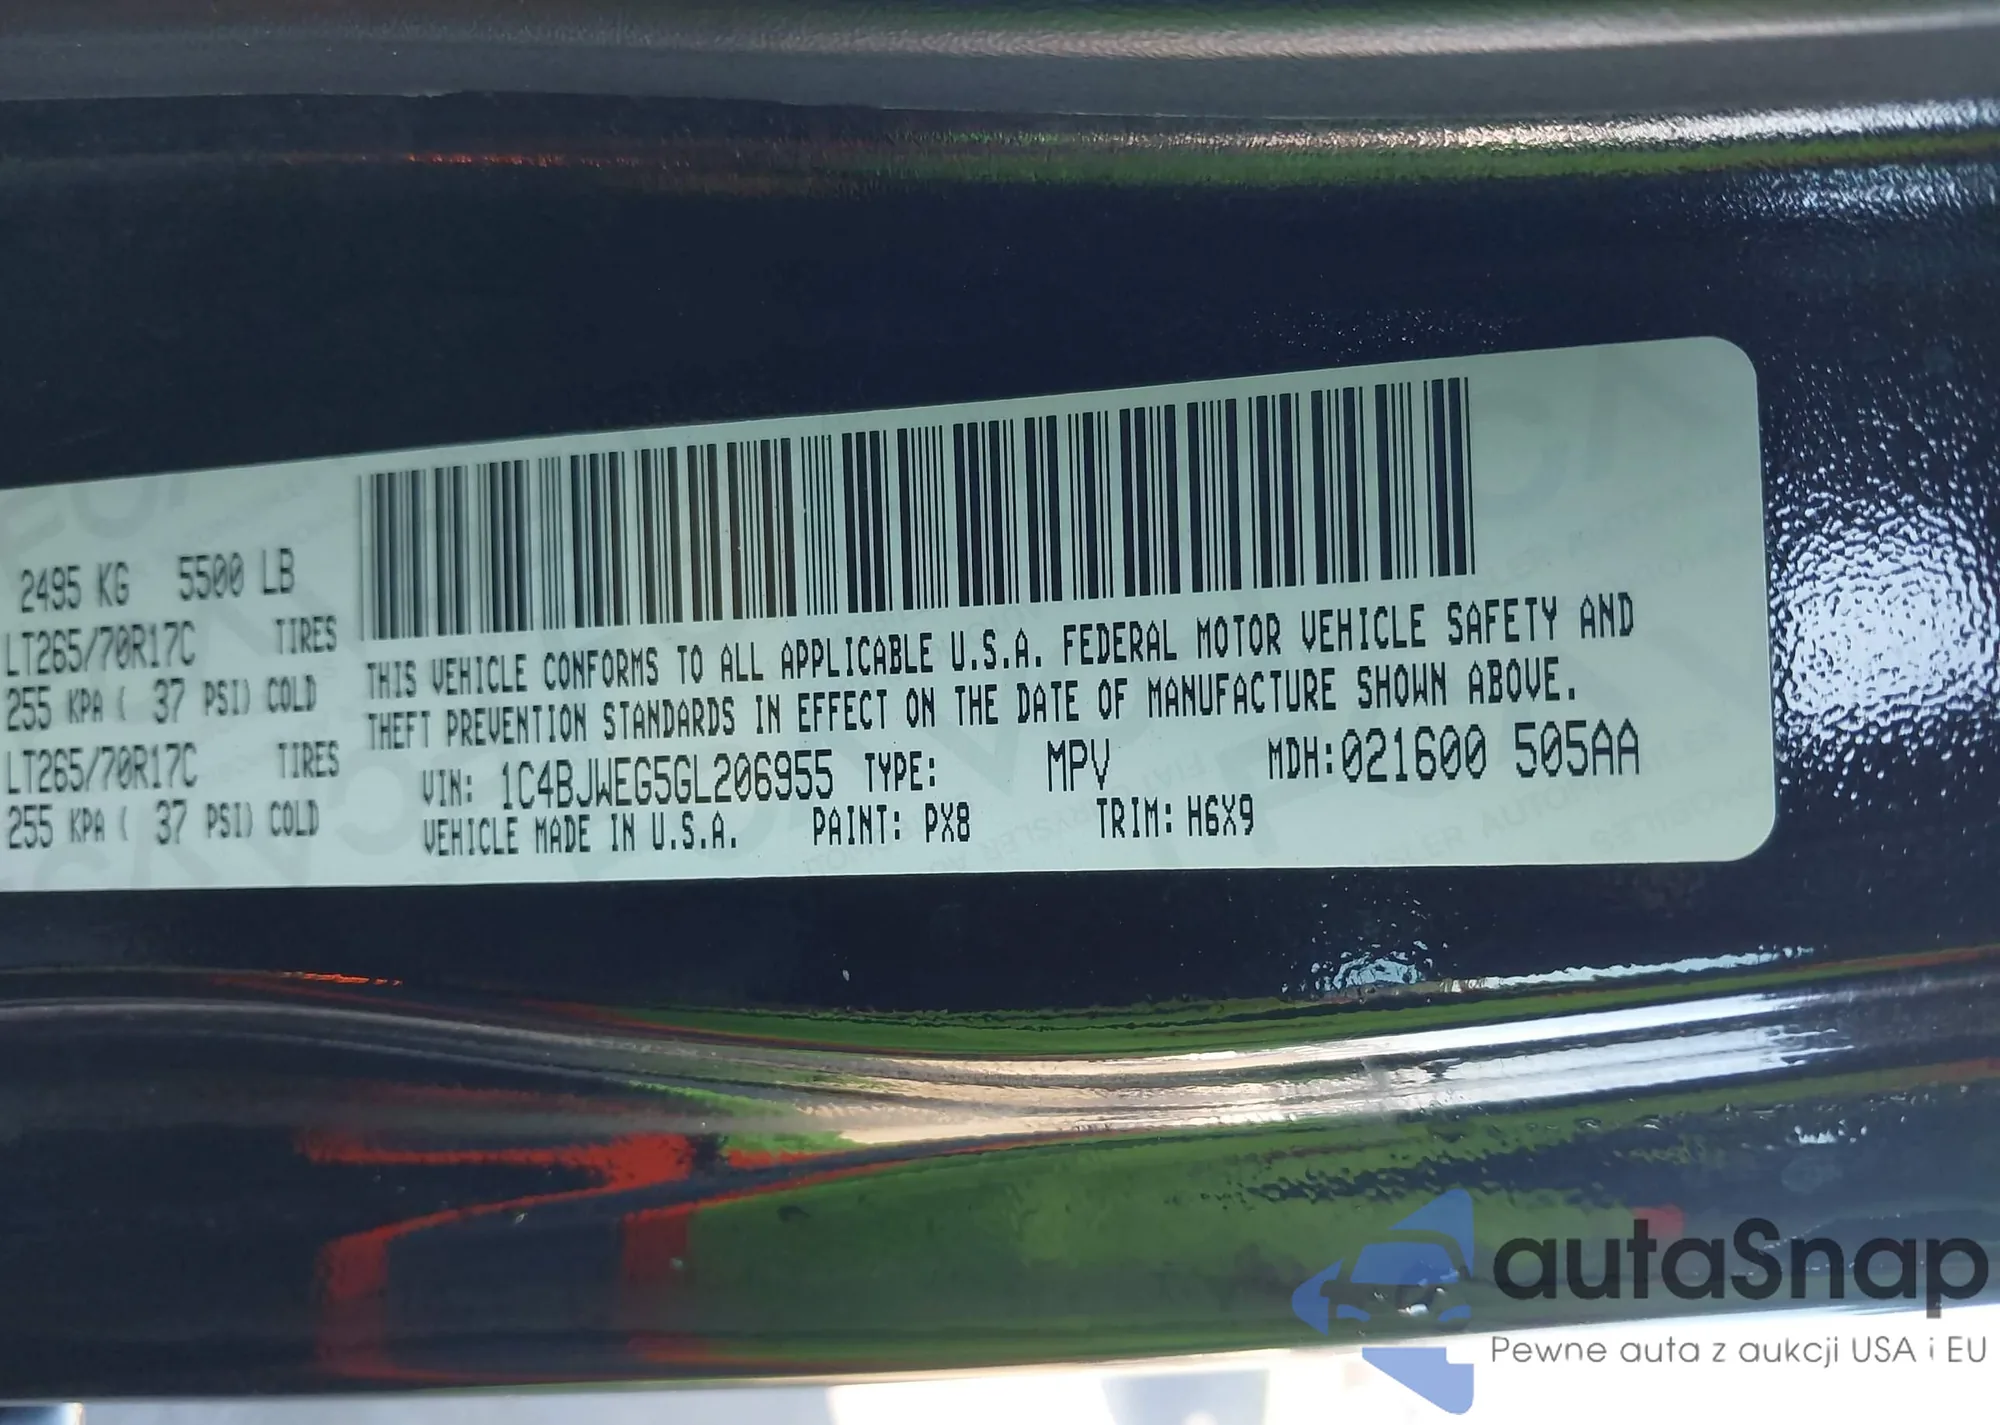 2495 KG 5500 LB
LT265/70R17C TIRES
255 KPA ( 37 PSI) COLD
LT265/70R17C TIRES
255 KPA ( 37 PSI) COLD
THIS VEHICLE CONFORMS TO ALL APPLICABLE U.S.A. FEDERAL MOTOR VEHICLE SAFETY AND
THEFT PREVENTION STANDARDS IN EFFECT ON THE DATE OF MANUFACTURE SHOWN ABOVE.
VIN: 1C4BJWEG5GL206955 TYPE: MPV MDH:021600 505AA
VEHICLE MADE IN U.S.A. PAINT: PX8 TRIM: H6X9
autaSnap
Pewne auta z aukcji USA i EU